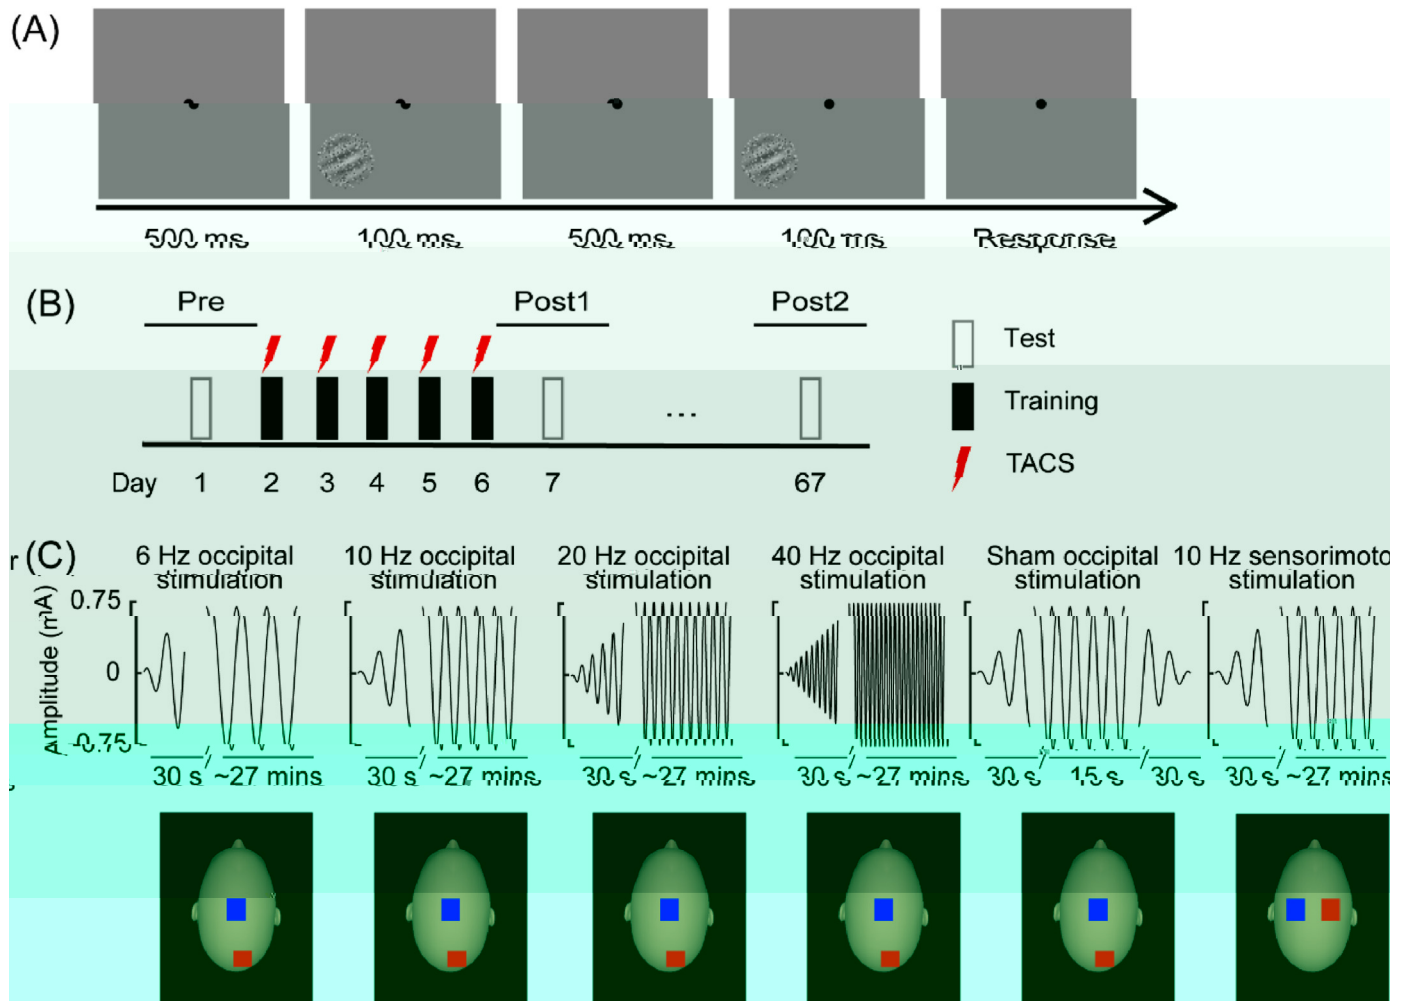 (A)
500 ms 100 ms 500 ms 100 ms Response
(B)
Pre Post1 Post2
Test
Training
TACS
...
Day 1 2 3 4 5 6 7 67
r (C) 6 Hz occipital 10 Hz occipital 20 Hz occipital 40 Hz occipital Sham occipital 10 Hz sensorimoto
stimulation stimulation stimulation stimulation stimulation stimulation
Amplitude (mA)
0.75
0
-0.75
30 s ~27 mins 30 s ~27 mins 30 s ~27 mins 30 s ~27 mins 30 s 15 s 30 s 30 s ~27 mins